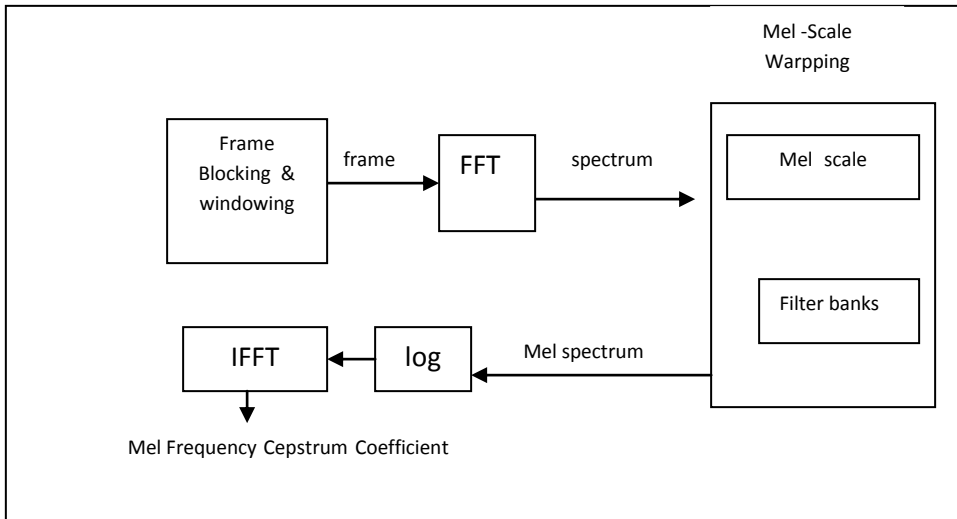 Mel -Scale
Warpping
Frame
Blocking &
windowing
frame
FFT
spectrum
Mel scale
Filter banks
IFFT
log
Mel spectrum
Mel Frequency Cepstrum Coefficient